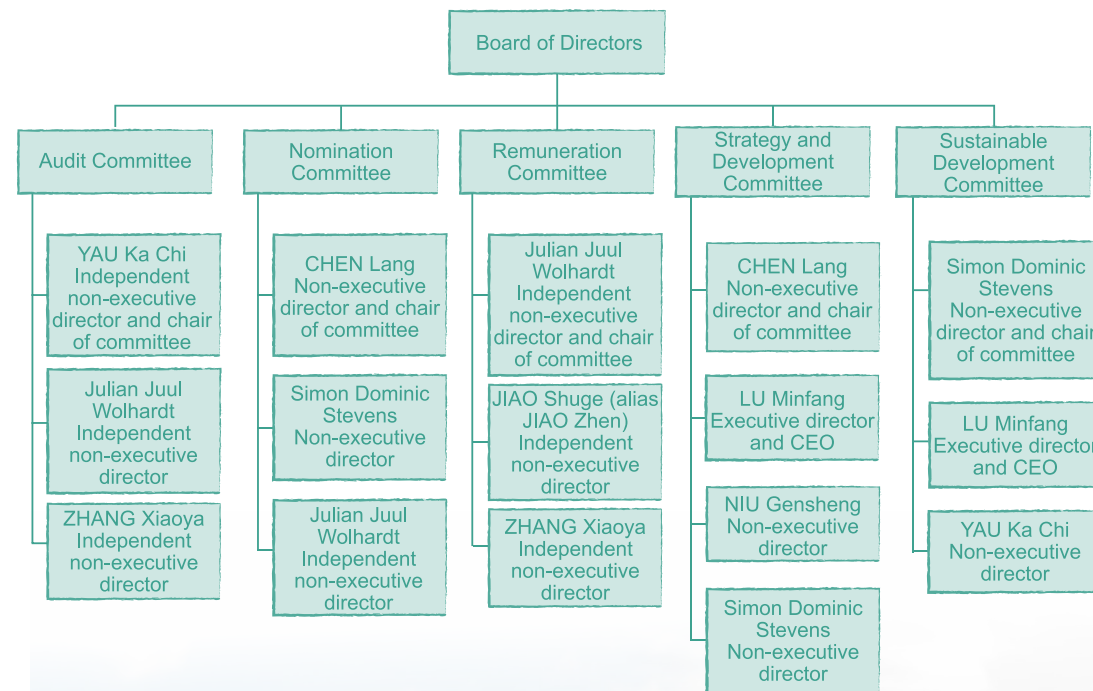 Board of Directors
Audit Committee
Nomination
Committee
Remuneration
Committee
Strategy and
Development
Committee
Sustainable
Development
Committee
YAU Ka Chi
Independent
non-executive
director and chair
of committee
Julian Juul
Wolhardt
Independent
non-executive
director
ZHANG Xiaoya
Independent
non-executive
director
CHEN Lang
Non-executive
director and chair
of committee
Simon Dominic
Stevens
Non-executive
director
Julian Juul
Wolhardt
Independent
non-executive
director
Julian Juul
Wolhardt
Independent
non-executive
director and chair
of committee
JIAO Shuge (alias
JIAO Zhen)
Independent
non-executive
director
ZHANG Xiaoya
Independent
non-executive
director
CHEN Lang
Non-executive
director and chair
of committee
LU Minfang
Executive director
and CEO
NIU Gensheng
Non-executive
director
Simon Dominic
Stevens
Non-executive
director
Simon Dominic
Stevens
Non-executive
director and chair
of committee
LU Minfang
Executive director
and CEO
YAU Ka Chi
Non-executive
director